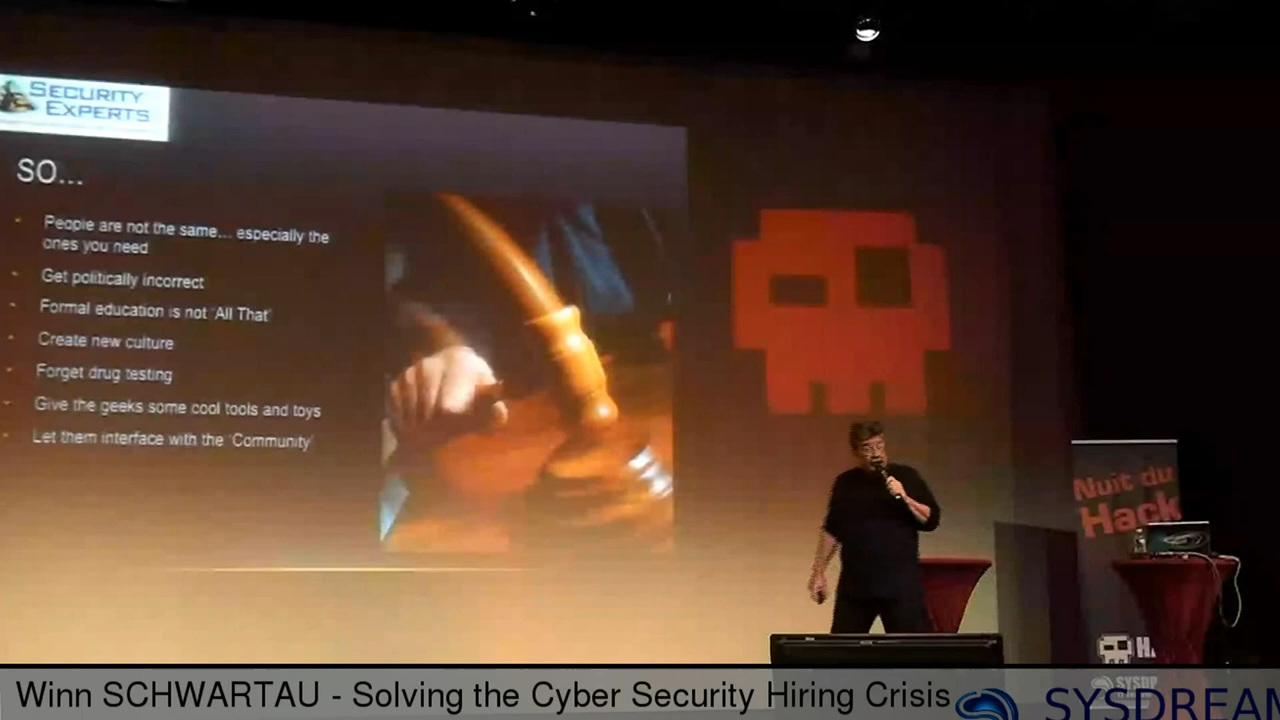 SECURITY
EXPERTS
SO...
People are not the same... especially the
ones you need
Get politically incorrect
Formal education is not 'All That'
Create new culture
Forget drug testing
Give the geeks some cool tools and toys
Let them interface with the 'Community'
Nuit du
Hack
SYSDR
Winn SCHWARTAU - Solving the Cyber Security Hiring Crisis
SYSDREAM